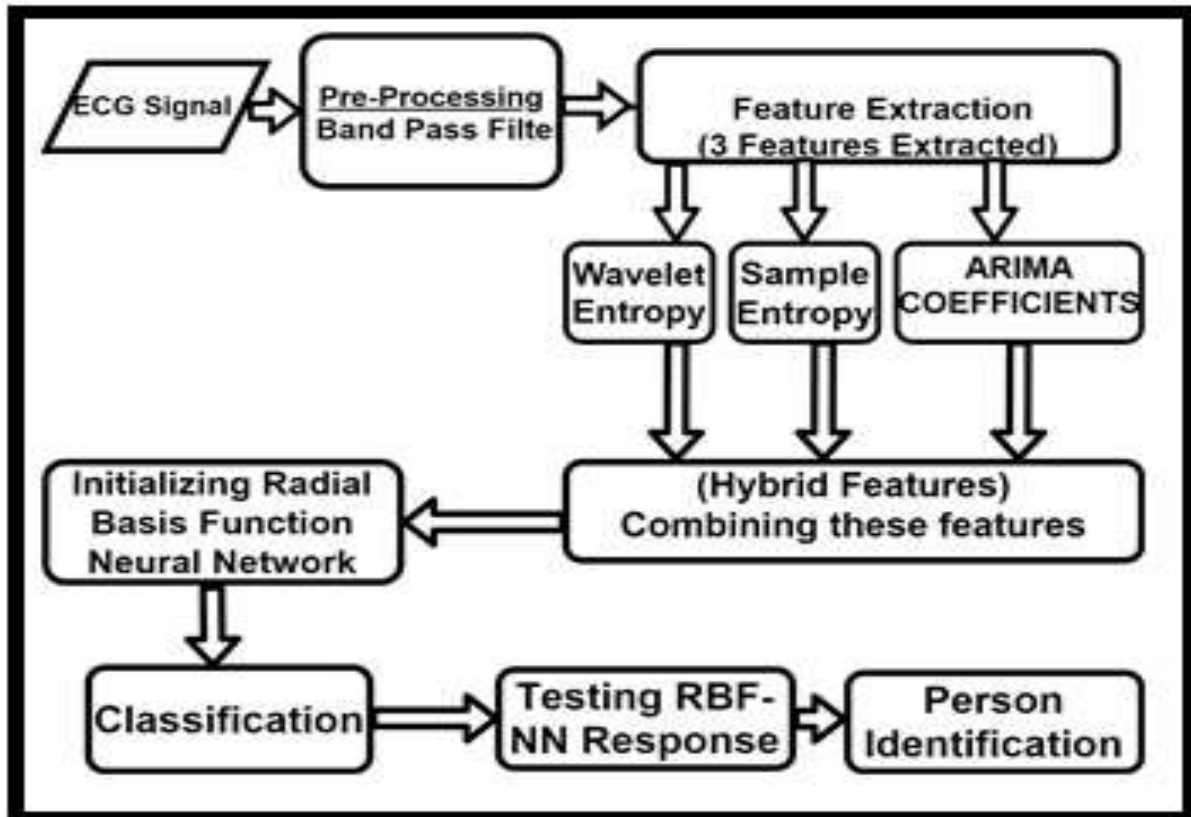 ECG Signal
Pre-Processing
Band Pass Filte
Feature Extraction
(3 Features Extracted)
Wavelet
Entropy
Sample
Entropy
ARIMA
COEFFICIENTS
(Hybrid Features)
Combining these features
Initializing Radial
Basis Function
Neural Network
Classification
Testing RBF-
NN Response
Person
Identification